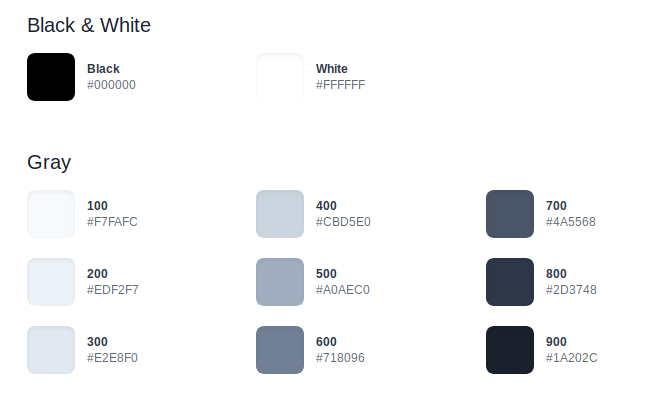 Black & White
Black
#000000
White
#FFFFFF
Gray
100
#F7FAFC
400
#CBD5E0
700
#4A5568
200
#EDF2F7
500
#A0AEC0
800
#2D3748
300
#E2E8F0
600
#718096
900
#1A202C